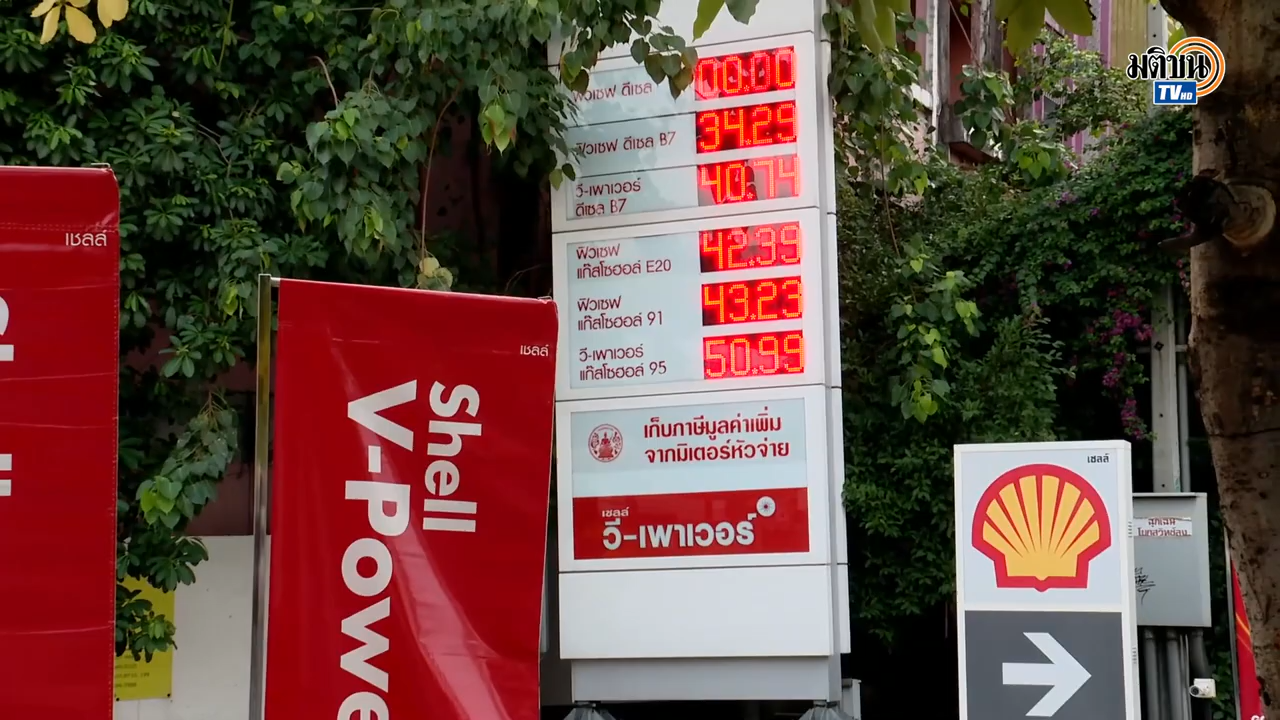 มติชน
TV HD
ฟิวเซฟ ดีเซล
00.00
ฟิวเซฟ ดีเซล B7
34.29
วี-เพาเวอร์
ดีเซล B7
40.74
ฟิวเซฟ
แก๊สโซฮอล์ E20
42.39
ฟิวเซฟ
แก๊สโซฮอล์ 91
43.23
วี-เพาเวอร์
แก๊สโซฮอล์ 95
50.99
เก็บภาษีมูลค่าเพิ่ม
จากมิเตอร์หัวจ่าย
เชลล์
วี-เพาเวอร์
เชลล์
เชลล์
Shell
V-Power
เชลล์
ฉุกเฉิน